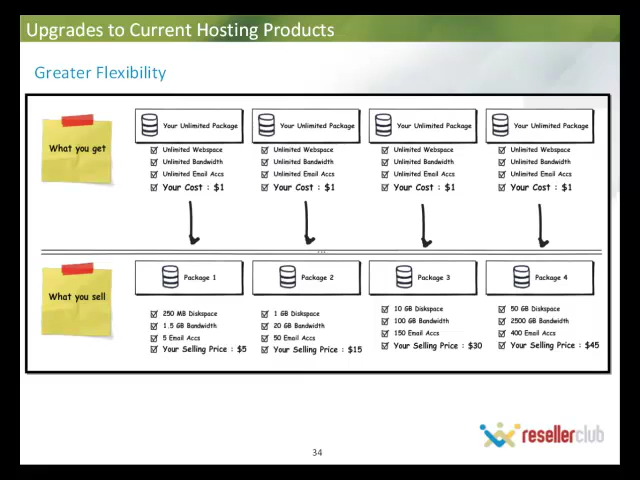 Upgrades to Current Hosting Products
Greater Flexibility
What you get
Your Unlimited Package
Unlimited Webspace
Unlimited Bandwidth
Unlimited Email Accs
Your Cost : $1
Your Unlimited Package
Unlimited Webspace
Unlimited Bandwidth
Unlimited Email Accs
Your Cost : $1
Your Unlimited Package
Unlimited Webspace
Unlimited Bandwidth
Unlimited Email Accs
Your Cost : $1
Your Unlimited Package
Unlimited Webspace
Unlimited Bandwidth
Unlimited Email Accs
Your Cost : $1
What you sell
Package 1
250 MB Diskspace
1.5 GB Bandwidth
5 Email Accs
Your Selling Price : $5
Package 2
1 GB Diskspace
20 GB Bandwidth
50 Email Accs
Your Selling Price : $15
Package 3
10 GB Diskspace
100 GB Bandwidth
150 Email Accs
Your Selling Price : $30
Package 4
50 GB Diskspace
2500 GB Bandwidth
400 Email Accs
Your Selling Price : $45
resellerclub
34